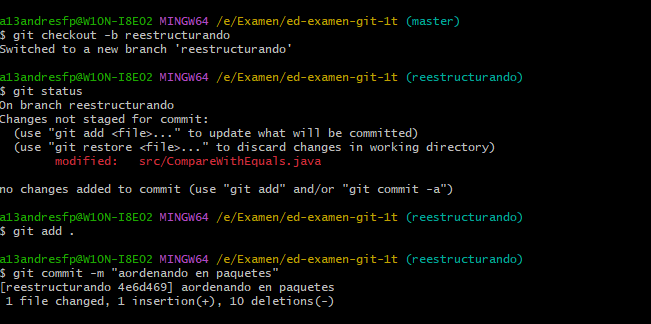 a13andresfp@W10N-I8E02 MINGW64 /e/Examen/ed-examen-git-1t (master)
$ git checkout -b reestructurando
Switched to a new branch 'reestructurando'
a13andresfp@W10N-I8E02 MINGW64 /e/Examen/ed-examen-git-1t (reestructurando)
$ git status
On branch reestructurando
Changes not staged for commit:
(use "git add <file>..." to update what will be committed)
(use "git restore <file>..." to discard changes in working directory)
modified: src/CompareWithEquals.java
no changes added to commit (use "git add" and/or "git commit -a")
a13andresfp@W10N-I8E02 MINGW64 /e/Examen/ed-examen-git-1t (reestructurando)
$ git add .
a13andresfp@W10N-I8E02 MINGW64 /e/Examen/ed-examen-git-1t (reestructurando)
$ git commit -m "aordenando en paquetes"
[reestructurando 4e6d469] aordenando en paquetes
1 file changed, 1 insertion(+), 10 deletions(-)